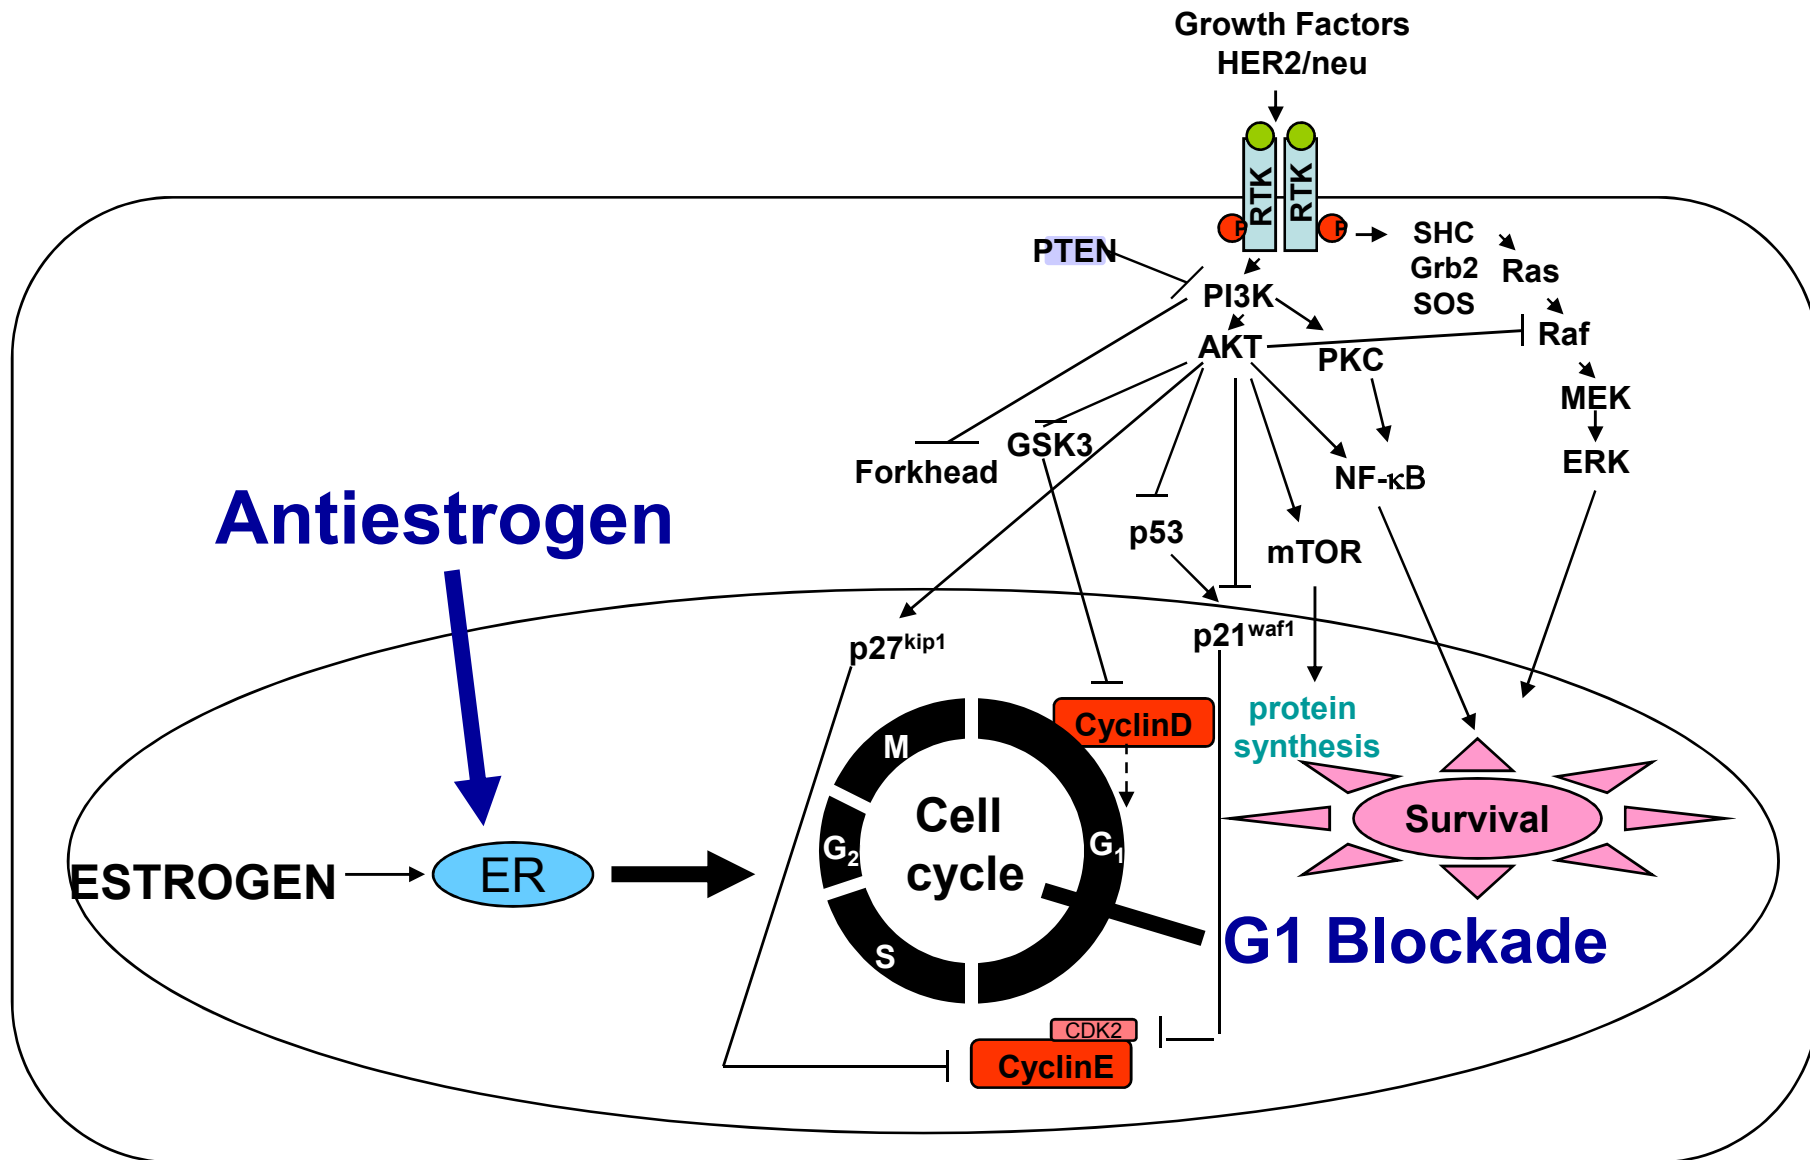 Growth Factors
HER2/neu
RTK
RTK
P
P
SHC
Grb2
SOS
Ras
PTEN
PI3K
AKT
PKC
Raf
MEK
ERK
Forkhead
GSK3
NF-κB
p53
mTOR
Antiestrogen
p27kip1
p21waf1
CyclinD
protein
synthesis
M
G2
G1
S
Cell
cycle
Survival
ESTROGEN
ER
G1 Blockade
CDK2
CyclinE